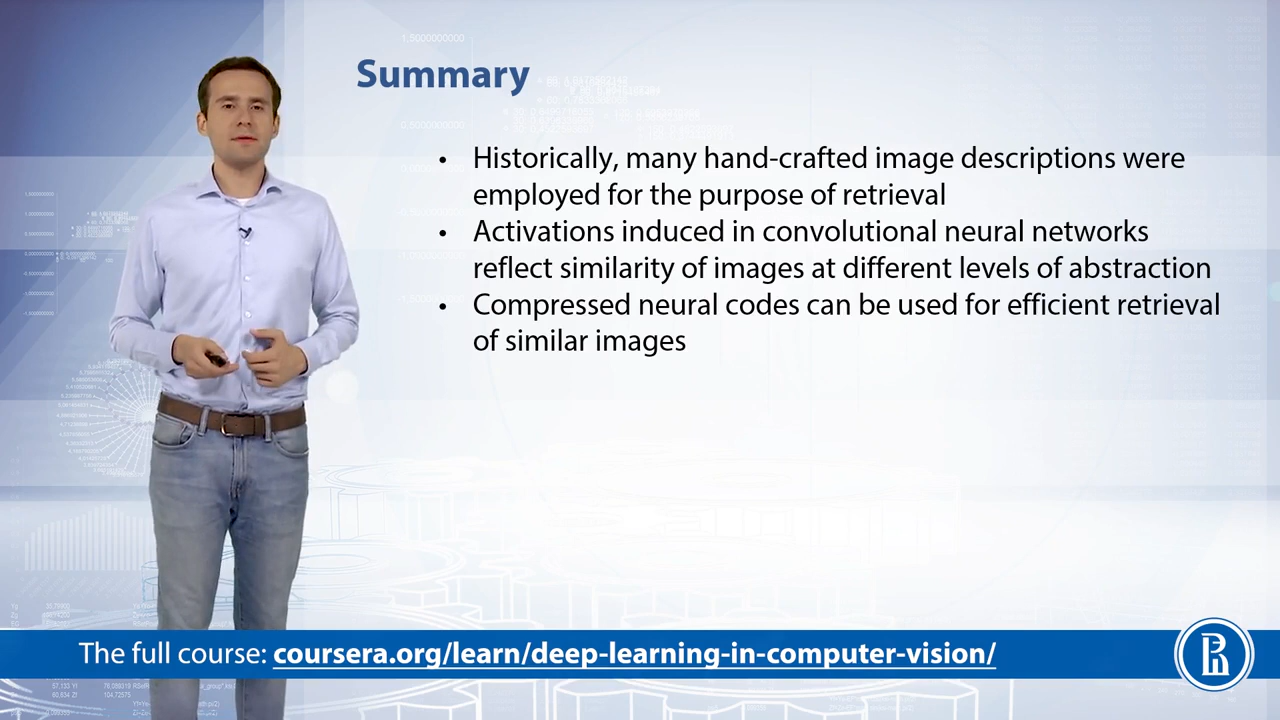 Summary
• Historically, many hand-crafted image descriptions were
employed for the purpose of retrieval
• Activations induced in convolutional neural networks
reflect similarity of images at different levels of abstraction
• Compressed neural codes can be used for efficient retrieval
of similar images
The full course: coursera.org/learn/deep-learning-in-computer-vision/